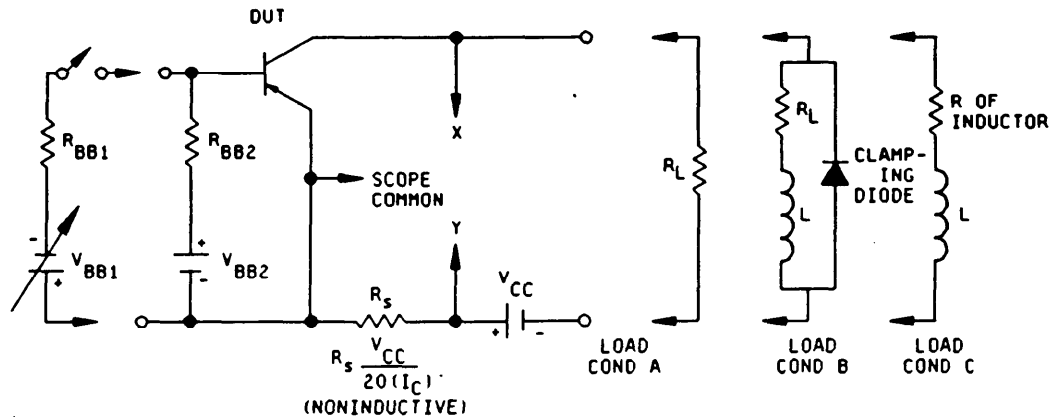 DUT
X
R_BB1
R_BB2
R_L
R_L
R OF
INDUCTOR
SCOPE
COMMON
CLAMP-
ING
DIODE
L
L
Y
-
V_BB1
+
+
V_BB2
-
R_s
V_CC
+ -
R_s V_CC
20(I_C)
(NONINDUCTIVE)
LOAD
COND A
LOAD
COND B
LOAD
COND C